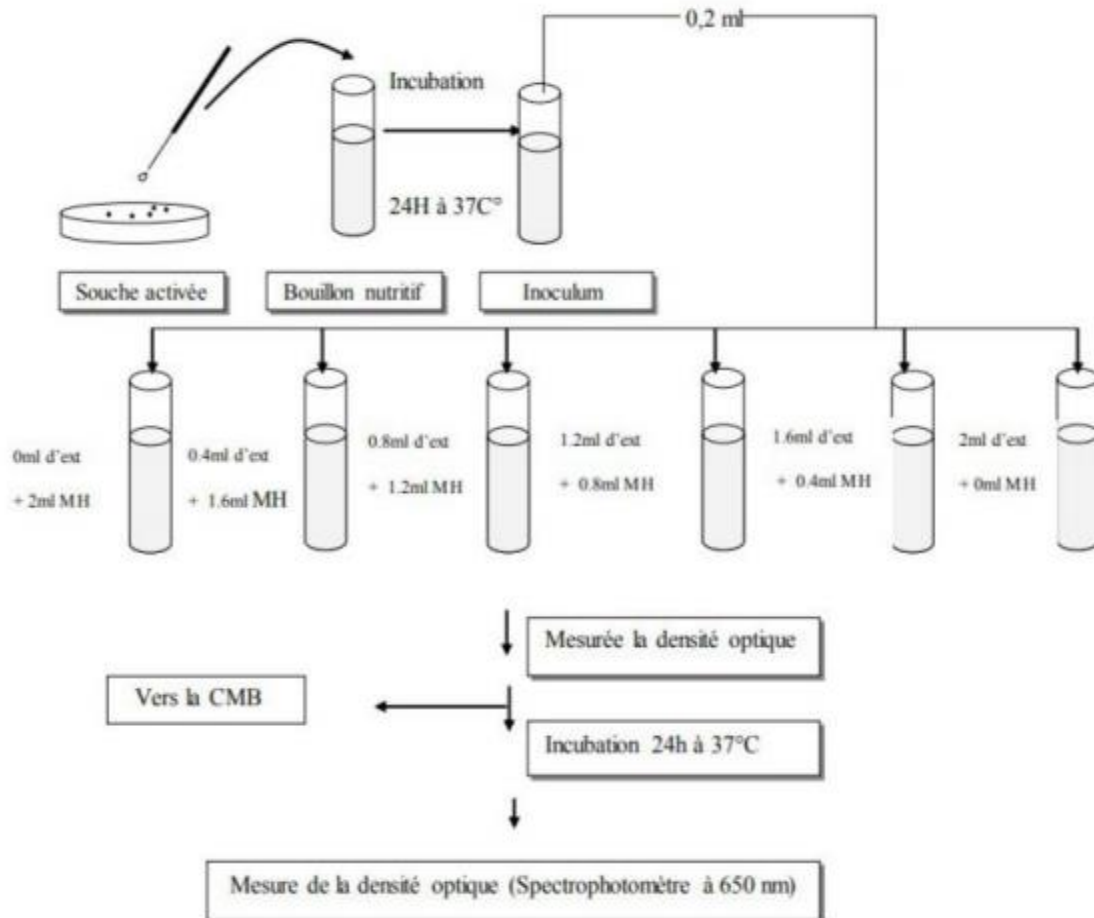 0,2 ml
Incubation
24H à 37C°
Souche activée
Bouillon nutritif
Inoculum
0ml d'ext
+ 2ml MH
0.4ml d'ext
+ 1.6ml MH
0.8ml d'ext
+ 1.2ml MH
1.2ml d'ext
+ 0.8ml MH
1.6ml d'ext
+ 0.4ml MH
2ml d'ext
+ 0ml MH
Mesurée la densité optique
Vers la CMB
Incubation 24h à 37°C
Mesure de la densité optique (Spectrophotomètre à 650 nm)